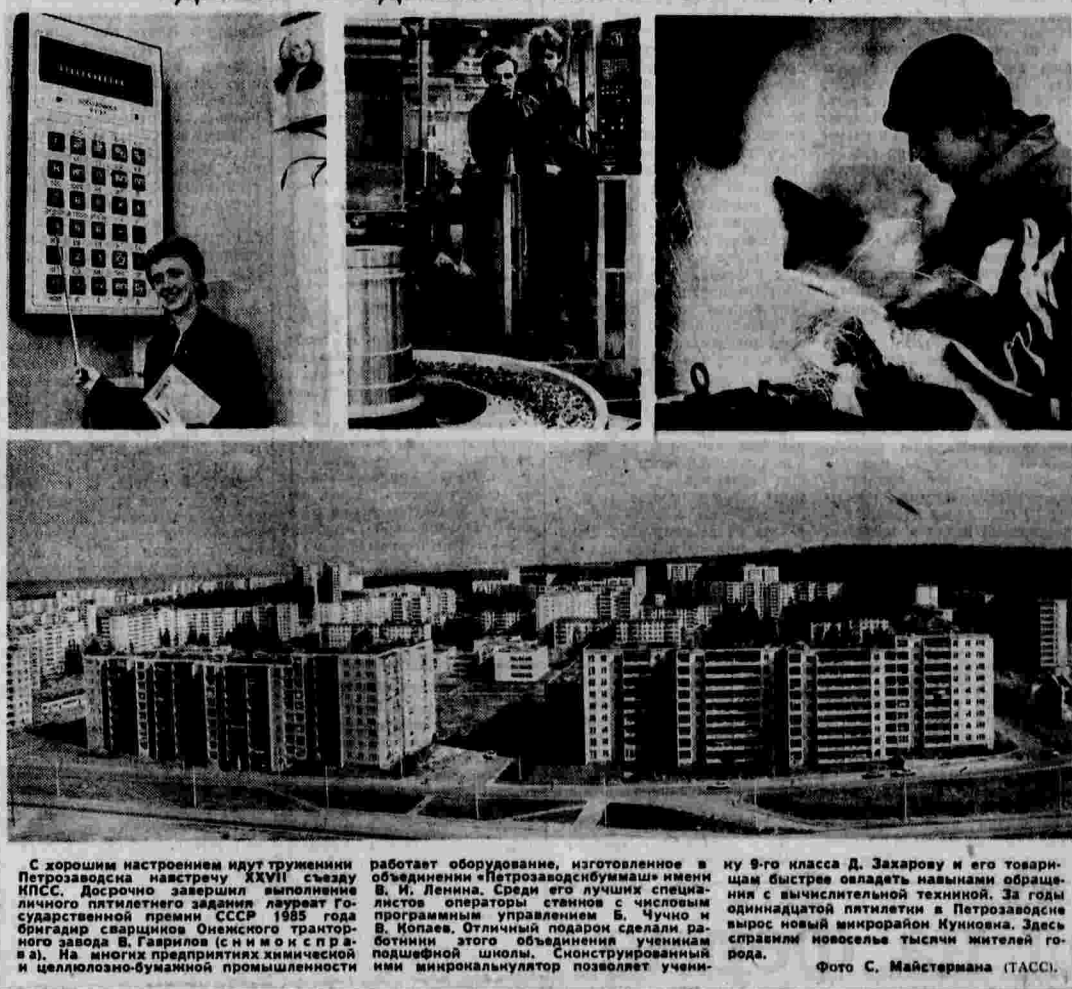 С хорошим настроением идут труженики
Петрозаводска навстречу XXVII съезду
КПСС. Досрочно завершил выполнение
личного пятилетнего задания лауреат Го-
сударственной премии СССР 1985 года
бригадир сварщиков Онежского трактор-
ного завода В. Гаврилов (снимок спра-
ва). На многих предприятиях химической
и целлюлозно-бумажной промышленности
работает оборудование, изготовленное в
объединении «Петрозаводскбуммаш» имени
В. И. Ленина. Среди его лучших специа-
листов операторы станков с числовым
программным управлением Б. Чучно и
В. Копаев. Отличный подарок сделали ра-
ботники этого объединения ученикам
подшефной школы. Сконструированный
ими микрокалькулятор позволяет учени-
ку 9-го класса Д. Захарову и его товари-
щам быстрее овладеть навыками обраще-
ния с вычислительной техникой. За годы
одиннадцатой пятилетки в Петрозаводске
вырос новый микрорайон Кукковка. Здесь
справили новоселье тысячи жителей го-
рода.
Фото С. Майстермана (ТАСС).